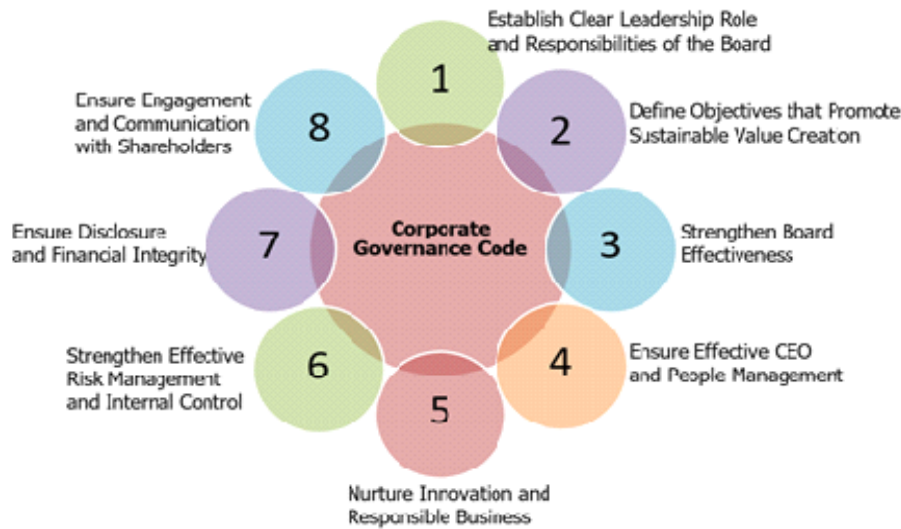 1
Establish Clear Leadership Role
and Responsibilities of the Board
2
Define Objectives that Promote
Sustainable Value Creation
3
Strengthen Board
Effectiveness
4
Ensure Effective CEO
and People Management
5
Nurture Innovation and
Responsible Business
6
Strengthen Effective
Risk Management
and Internal Control
7
Ensure Disclosure
and Financial Integrity
8
Ensure Engagement
and Communication
with Shareholders
Corporate
Governance Code